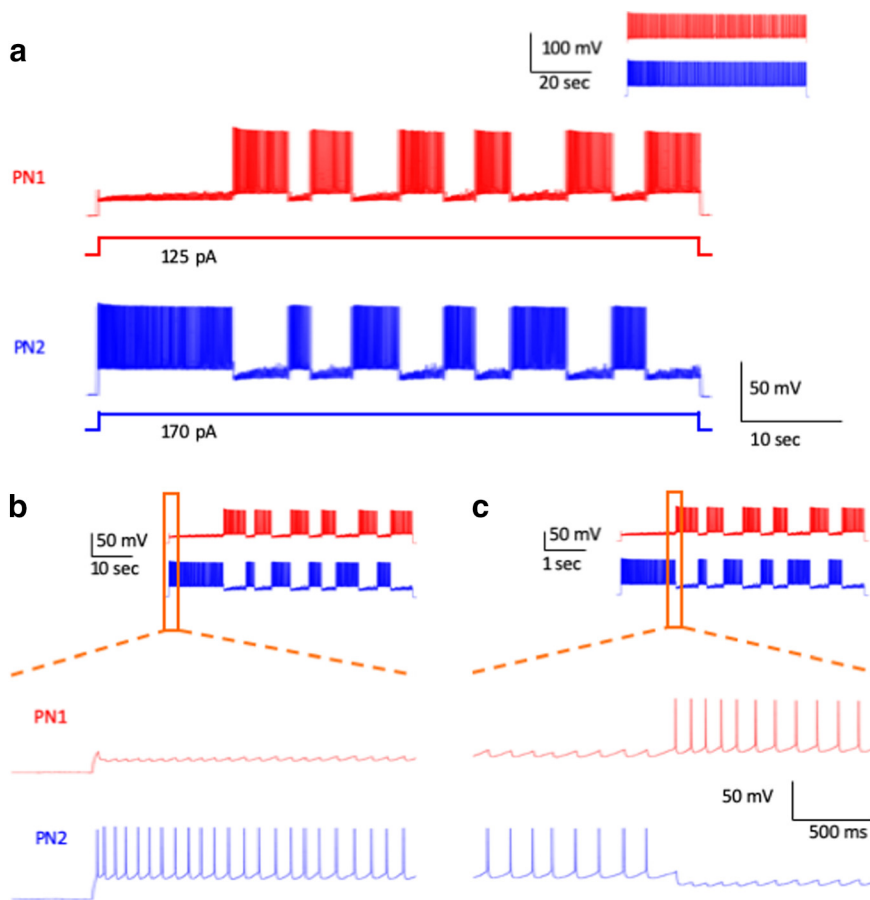 a
100 mV
20 sec
PN1
125 pA
PN2
170 pA
50 mV
10 sec
b
50 mV
10 sec
c
50 mV
1 sec
PN1
PN2
50 mV
500 ms